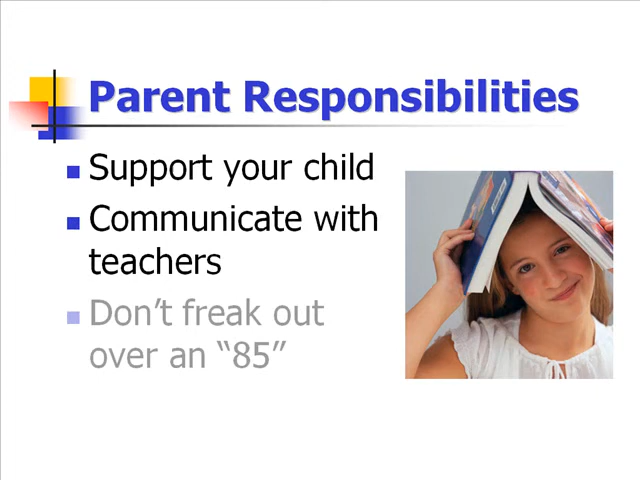 Parent Responsibilities
Support your child
Communicate with
teachers
Don’t freak out
over an “85”